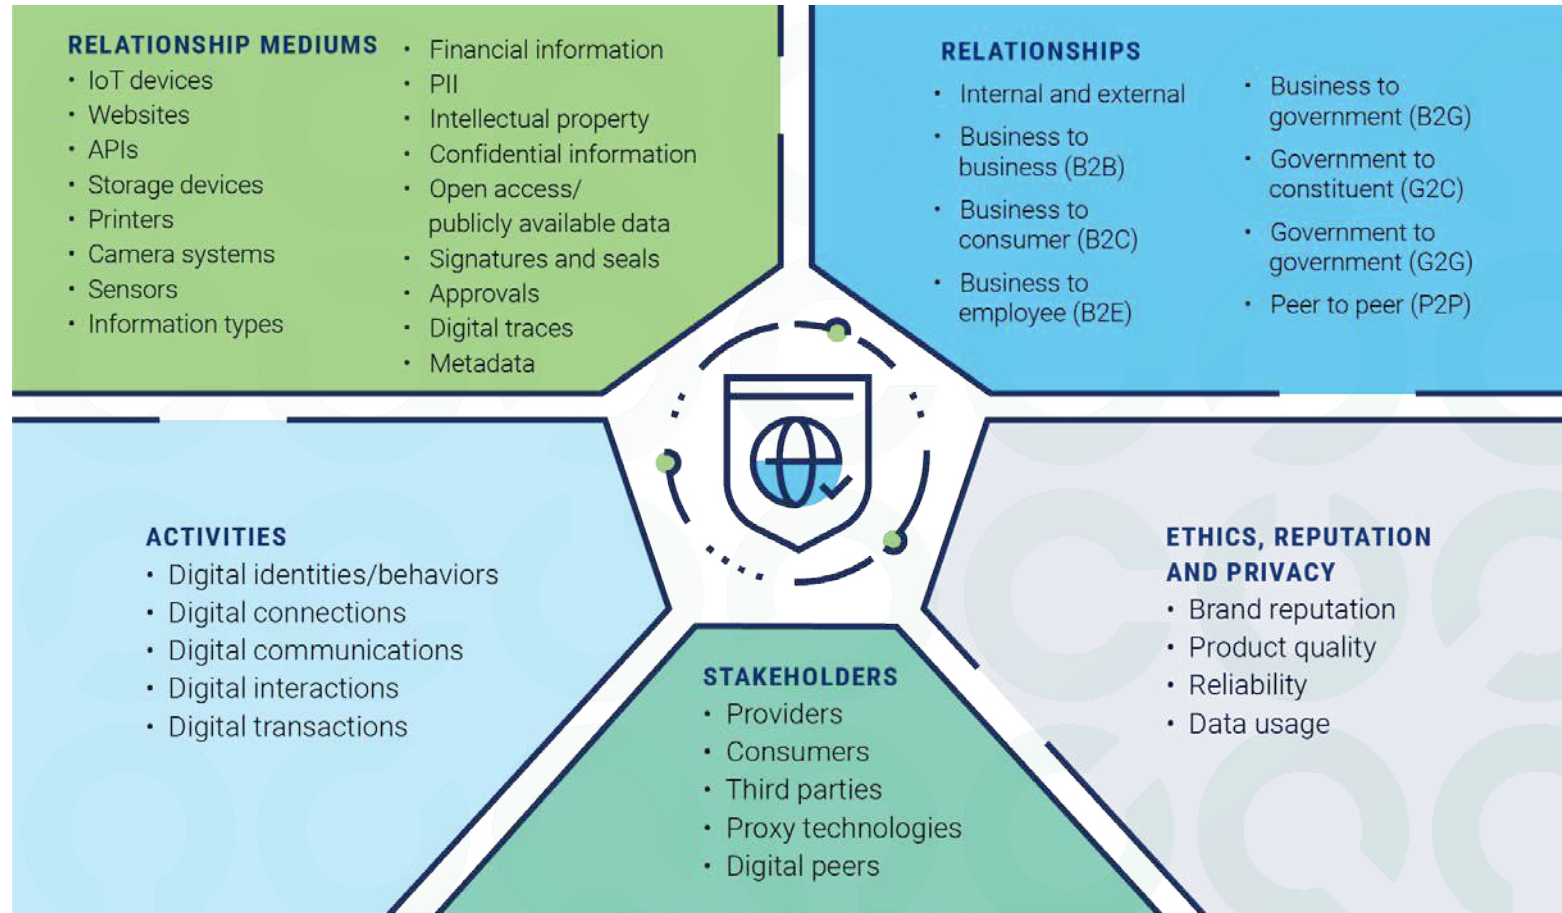 RELATIONSHIP MEDIUMS
• IoT devices
• Websites
• APIs
• Storage devices
• Printers
• Camera systems
• Sensors
• Information types
• Financial information
• PII
• Intellectual property
• Confidential information
• Open access/
publicly available data
• Signatures and seals
• Approvals
• Digital traces
• Metadata
RELATIONSHIPS
• Internal and external
• Business to
business (B2B)
• Business to
consumer (B2C)
• Business to
employee (B2E)
• Business to
government (B2G)
• Government to
constituent (G2C)
• Government to
government (G2G)
• Peer to peer (P2P)
ACTIVITIES
• Digital identities/behaviors
• Digital connections
• Digital communications
• Digital interactions
• Digital transactions
STAKEHOLDERS
• Providers
• Consumers
• Third parties
• Proxy technologies
• Digital peers
ETHICS, REPUTATION
AND PRIVACY
• Brand reputation
• Product quality
• Reliability
• Data usage